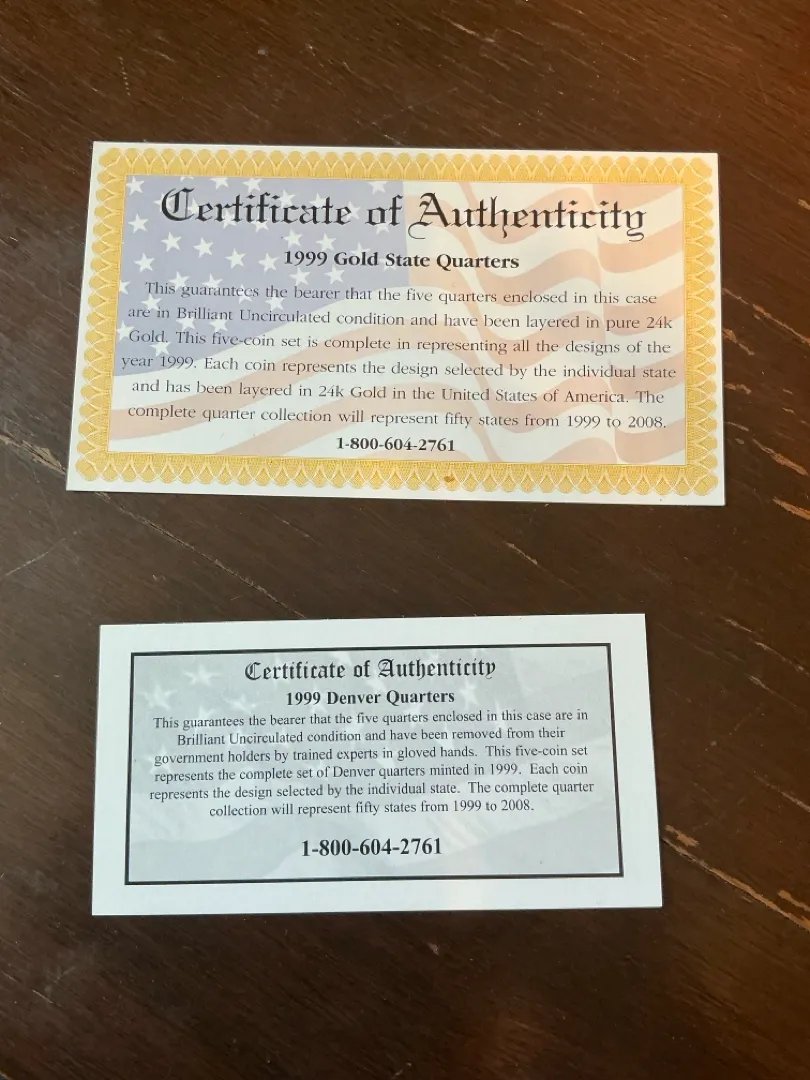 Certificate of Authenticity
1999 Gold State Quarters
This guarantees the bearer that the five quarters enclosed in this case
are in Brilliant Uncirculated condition and have been layered in pure 24k
Gold. This five-coin set is complete in representing all the designs of the
year 1999. Each coin represents the design selected by the individual state
and has been layered in 24k Gold in the United States of America. The
complete quarter collection will represent fifty states from 1999 to 2008.
1-800-604-2761
Certificate of Authenticity
1999 Denver Quarters
This guarantees the bearer that the five quarters enclosed in this case are in
Brilliant Uncirculated condition and have been removed from their
government holders by trained experts in gloved hands. This five-coin set
represents the complete set of Denver quarters minted in 1999. Each coin
represents the design selected by the individual state. The complete quarter
collection will represent fifty states from 1999 to 2008.
1-800-604-2761